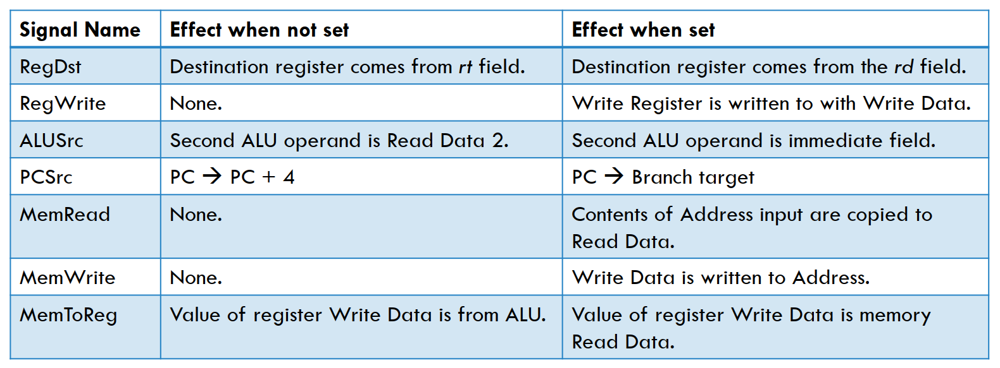 Signal Name Effect when not set Effect when set
RegDst Destination register comes from rt field. Destination register comes from the rd field.
RegWrite None. Write Register is written to with Write Data.
ALUSrc Second ALU operand is Read Data 2. Second ALU operand is immediate field.
PCSrc PC → PC + 4 PC → Branch target
MemRead None. Contents of Address input are copied to
Read Data.
MemWrite None. Write Data is written to Address.
MemToReg Value of register Write Data is from ALU. Value of register Write Data is memory
Read Data.